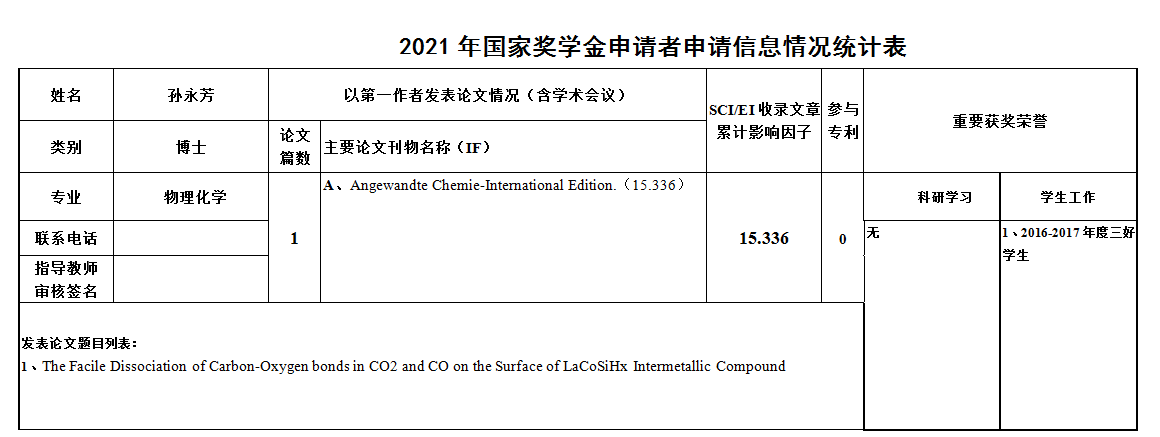 2021 年国家奖学金申请者申请信息情况统计表
姓名
孙永芳
以第一作者发表论文情况（含学术会议）
SCI/EI 收录文章
累计影响因子
参与
专利
重要获奖荣誉
类别
博士
论文
篇数
主要论文刊物名称（IF）
专业
物理化学
1
A、Angewandte Chemie-International Edition.（15.336）
15.336
0
科研学习
学生工作
联系电话
无
1、2016-2017 年度三好
学生
指导教师
审核签名
发表论文题目列表：
1、The Facile Dissociation of Carbon-Oxygen bonds in CO2 and CO on the Surface of LaCoSiHx Intermetallic Compound